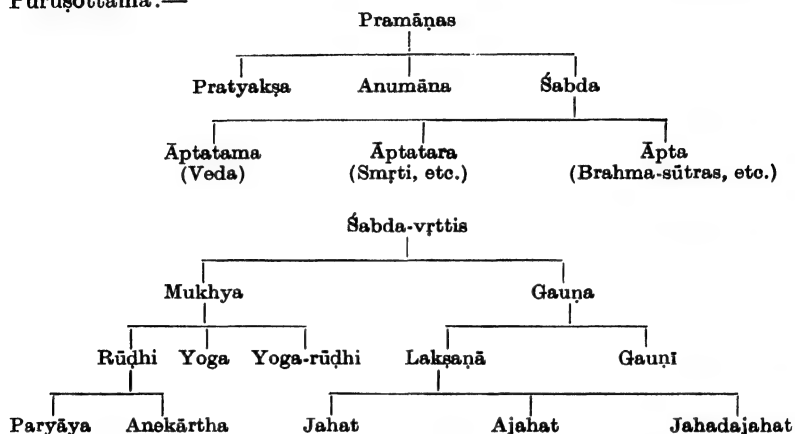 Puruṣottama:—
Pramāṇas
Pratyakṣa Anumāna Śabda
Āptatama Āptatara Āpta
(Veda) (Smṛti, etc.) (Brahma-sūtras, etc.)
Śabda-vṛttis
Mukhya Gauṇa
Rūḍhi Yoga Yoga-rūḍhi Lakṣaṇā Gauṇī
Paryāya Anekārtha Jahat Ajahat Jahadajahat